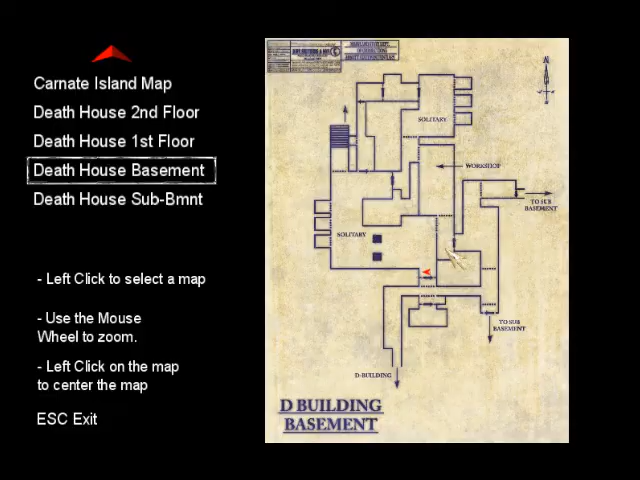 Carnate Island Map
Death House 2nd Floor
Death House 1st Floor
Death House Basement
Death House Sub-Bmnt
- Left Click to select a map
- Use the Mouse
Wheel to zoom.
- Left Click on the map
to center the map
ESC Exit
SOLITARY
WORKSHOP
TO SUB
BASEMENT
SOLITARY
TO SUB
BASEMENT
D-BUILDING
D BUILDING
BASEMENT